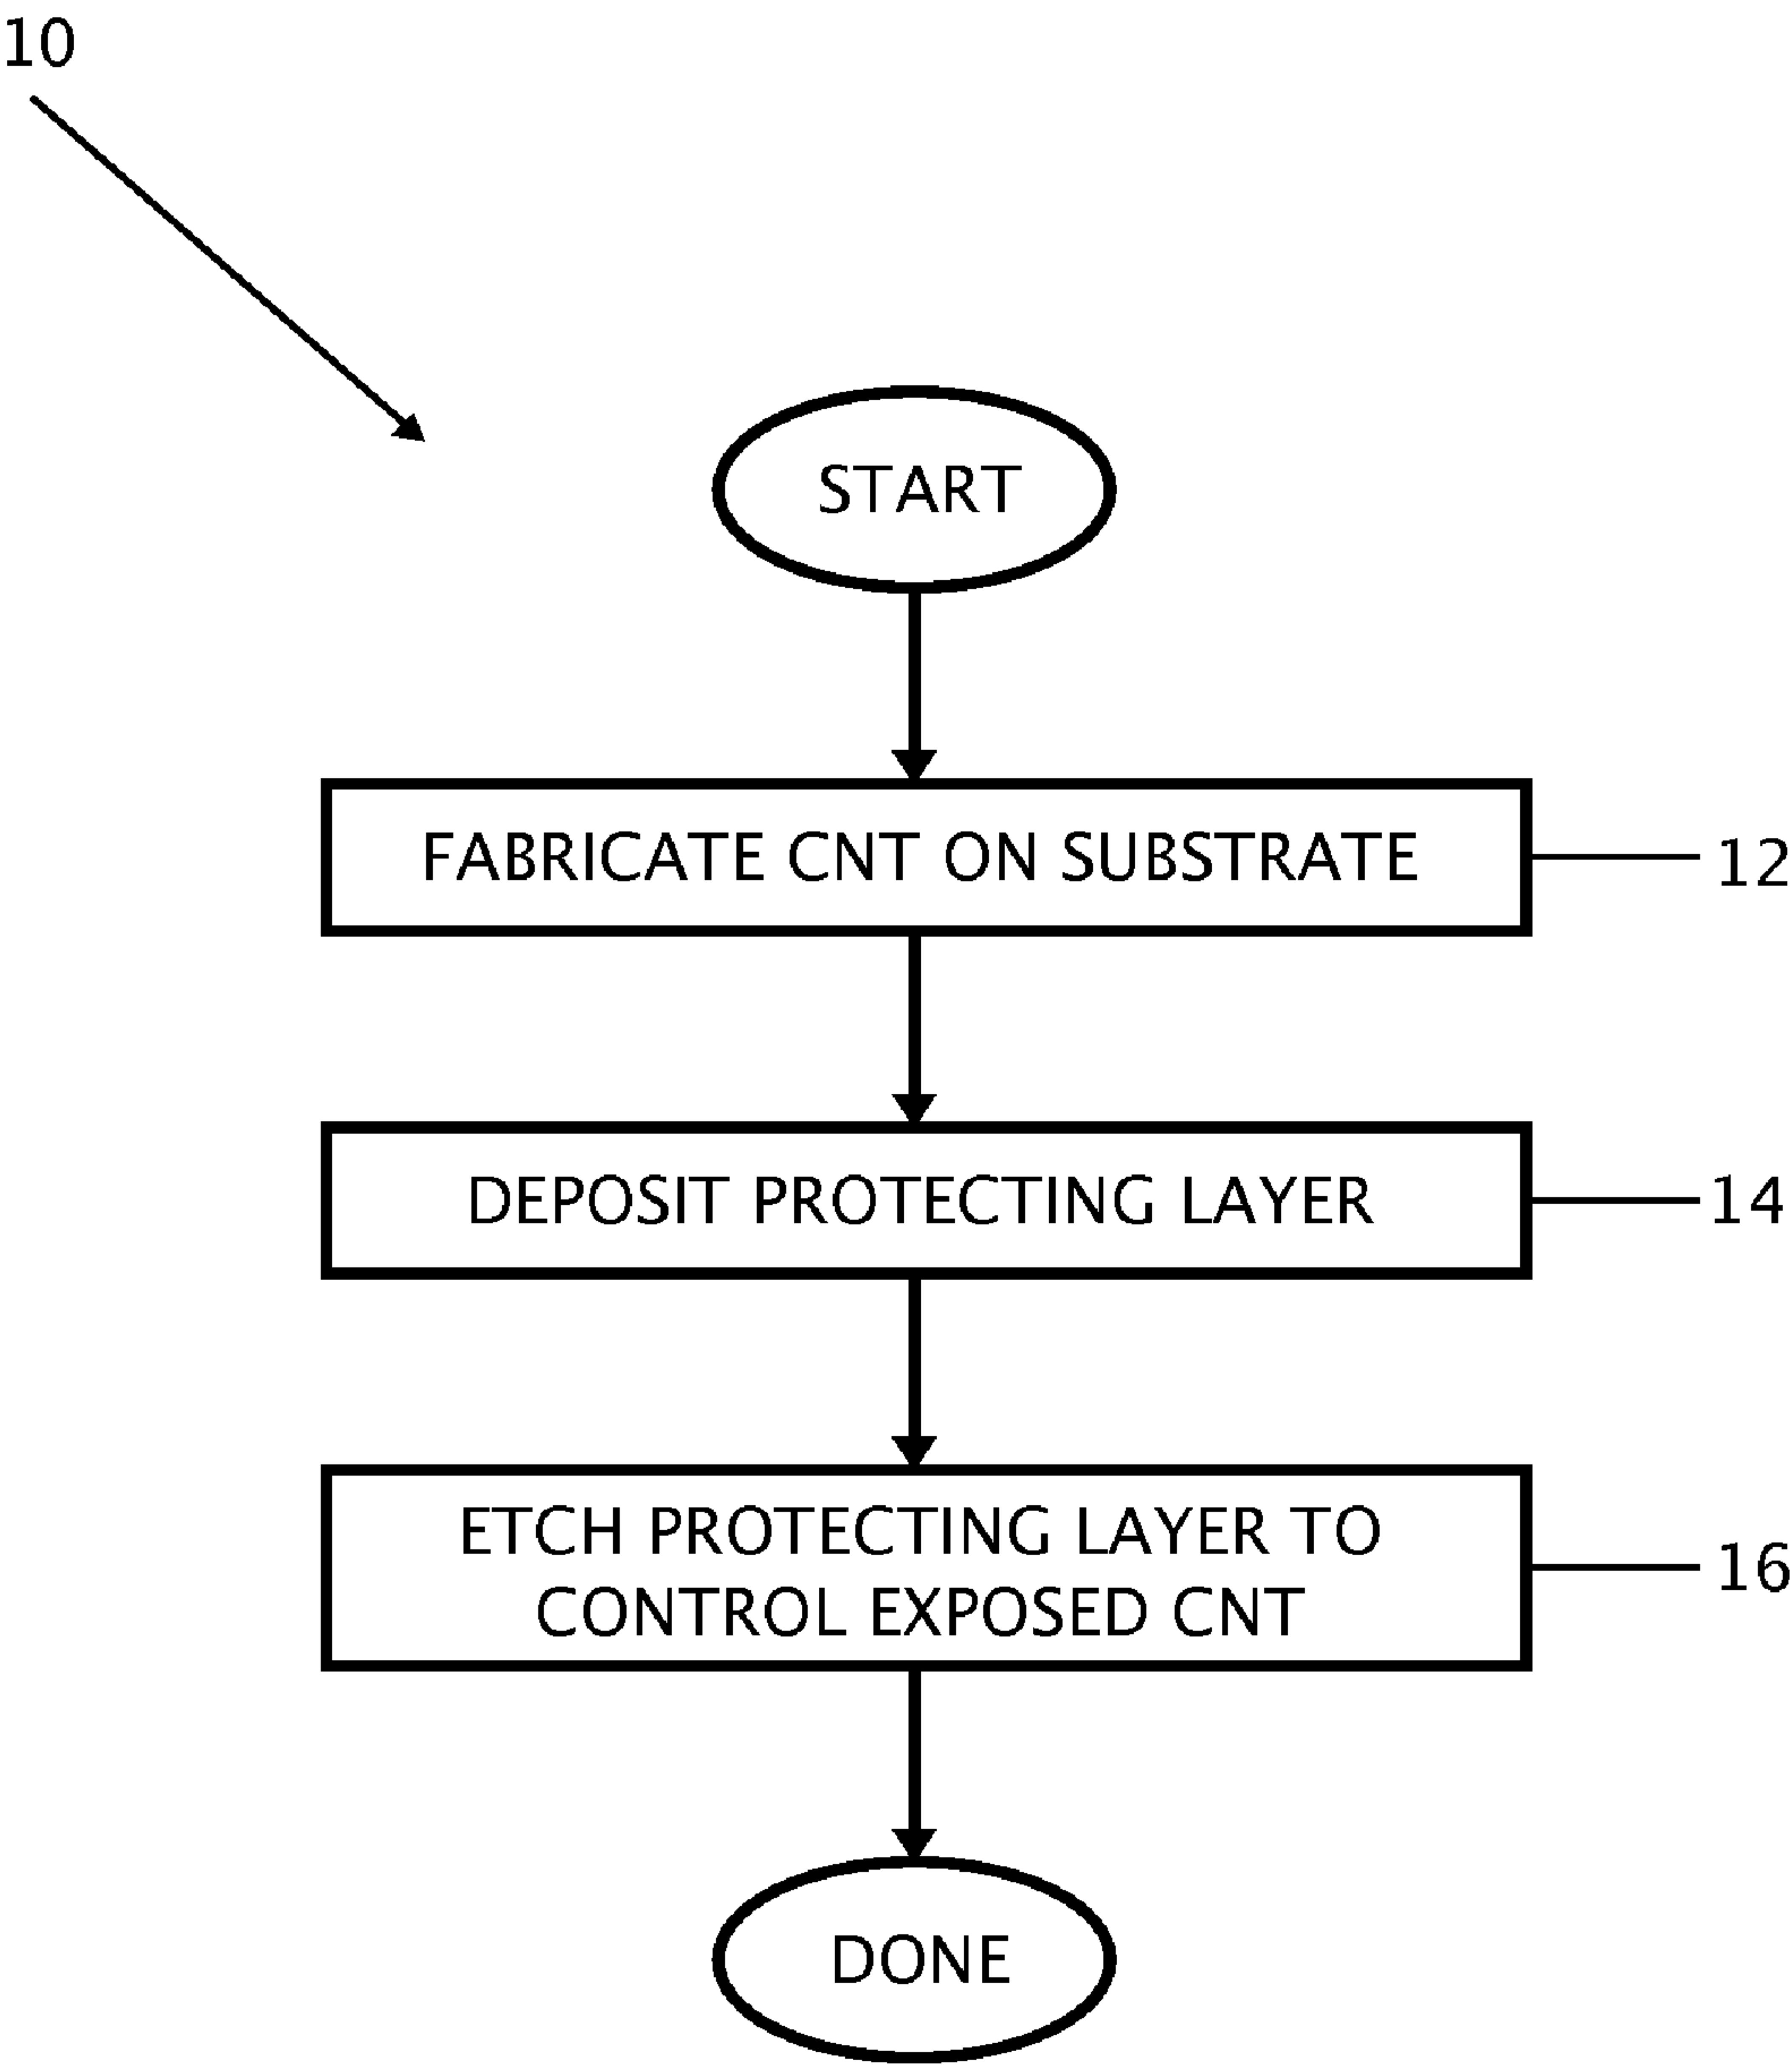 10
START
FABRICATE CNT ON SUBSTRATE
12
DEPOSIT PROTECTING LAYER
14
ETCH PROTECTING LAYER TO
CONTROL EXPOSED CNT
16
DONE